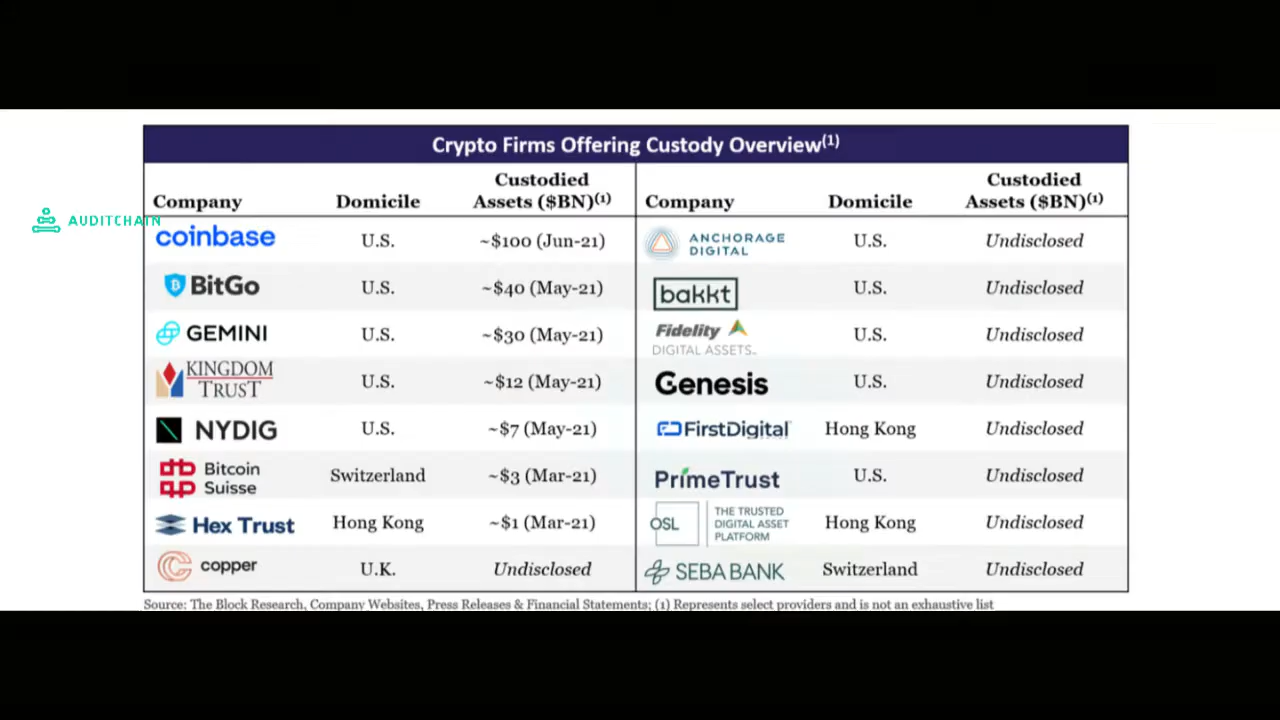 Crypto Firms Offering Custody Overview(1)
Company Domicile Custodied Assets ($BN)(1) Company Domicile Custodied Assets ($BN)(1)
AUDITCHAIN
coinbase U.S. ~$100 (Jun-21) ANCHORAGE DIGITAL U.S. Undisclosed
BitGo U.S. ~$40 (May-21) bakkt U.S. Undisclosed
GEMINI U.S. ~$30 (May-21) Fidelity DIGITAL ASSETS℠ U.S. Undisclosed
KINGDOM TRUST U.S. ~$12 (May-21) Genesis U.S. Undisclosed
NYDIG U.S. ~$7 (May-21) FirstDigital Hong Kong Undisclosed
Bitcoin Suisse Switzerland ~$3 (Mar-21) PrimeTrust U.S. Undisclosed
Hex Trust Hong Kong ~$1 (Mar-21) OSL THE TRUSTED DIGITAL ASSET PLATFORM Hong Kong Undisclosed
copper U.K. Undisclosed SEBA BANK Switzerland Undisclosed
Source: The Block Research, Company Websites, Press Releases & Financial Statements; (1) Represents select providers and is not an exhaustive list